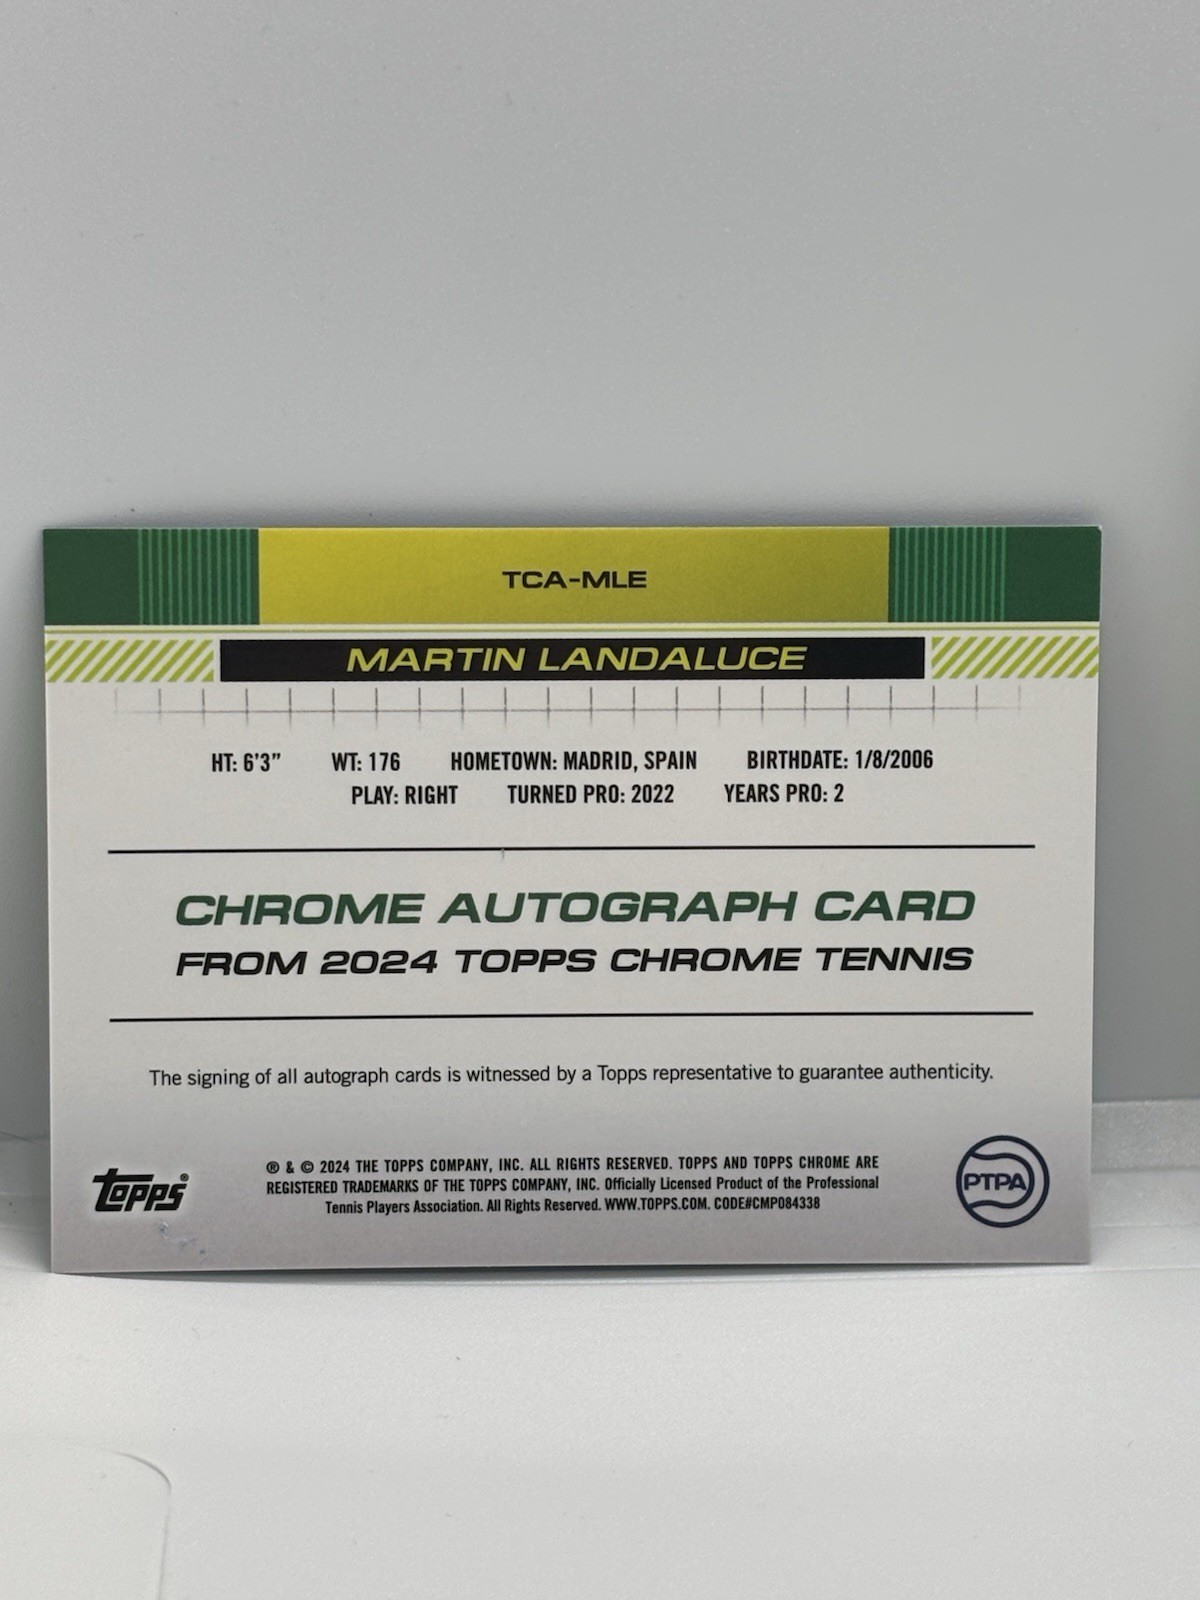 TCA-MLE
MARTIN LANDALUCE
HT: 6'3" WT: 176 HOMETOWN: MADRID, SPAIN BIRTHDATE: 1/8/2006
PLAY: RIGHT TURNED PRO: 2022 YEARS PRO: 2
CHROME AUTOGRAPH CARD
FROM 2024 TOPPS CHROME TENNIS
The signing of all autograph cards is witnessed by a Topps representative to guarantee authenticity.
topps®
® & © 2024 THE TOPPS COMPANY, INC. ALL RIGHTS RESERVED. TOPPS AND TOPPS CHROME ARE
REGISTERED TRADEMARKS OF THE TOPPS COMPANY, INC. Officially Licensed Product of the Professional
Tennis Players Association. All Rights Reserved. WWW.TOPPS.COM. CODE#CMP084338
PTPA